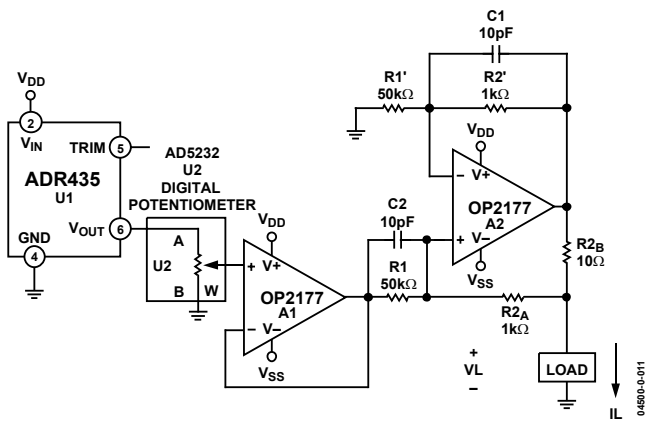 C1
10pF
R1'
50kΩ
R2'
1kΩ
VDD
2
VIN
TRIM
5
ADR435
U1
VOUT
6
GND
4
AD5232
U2
DIGITAL
POTENTIOMETER
A
U2
B
W
VDD
+
V+
OP2177
A1
–
V–
VSS
C2
10pF
R1
50kΩ
VDD
–
V+
OP2177
A2
+
V–
VSS
R2B
10Ω
R2A
1kΩ
+
VL
–
LOAD
IL
04500-0-011